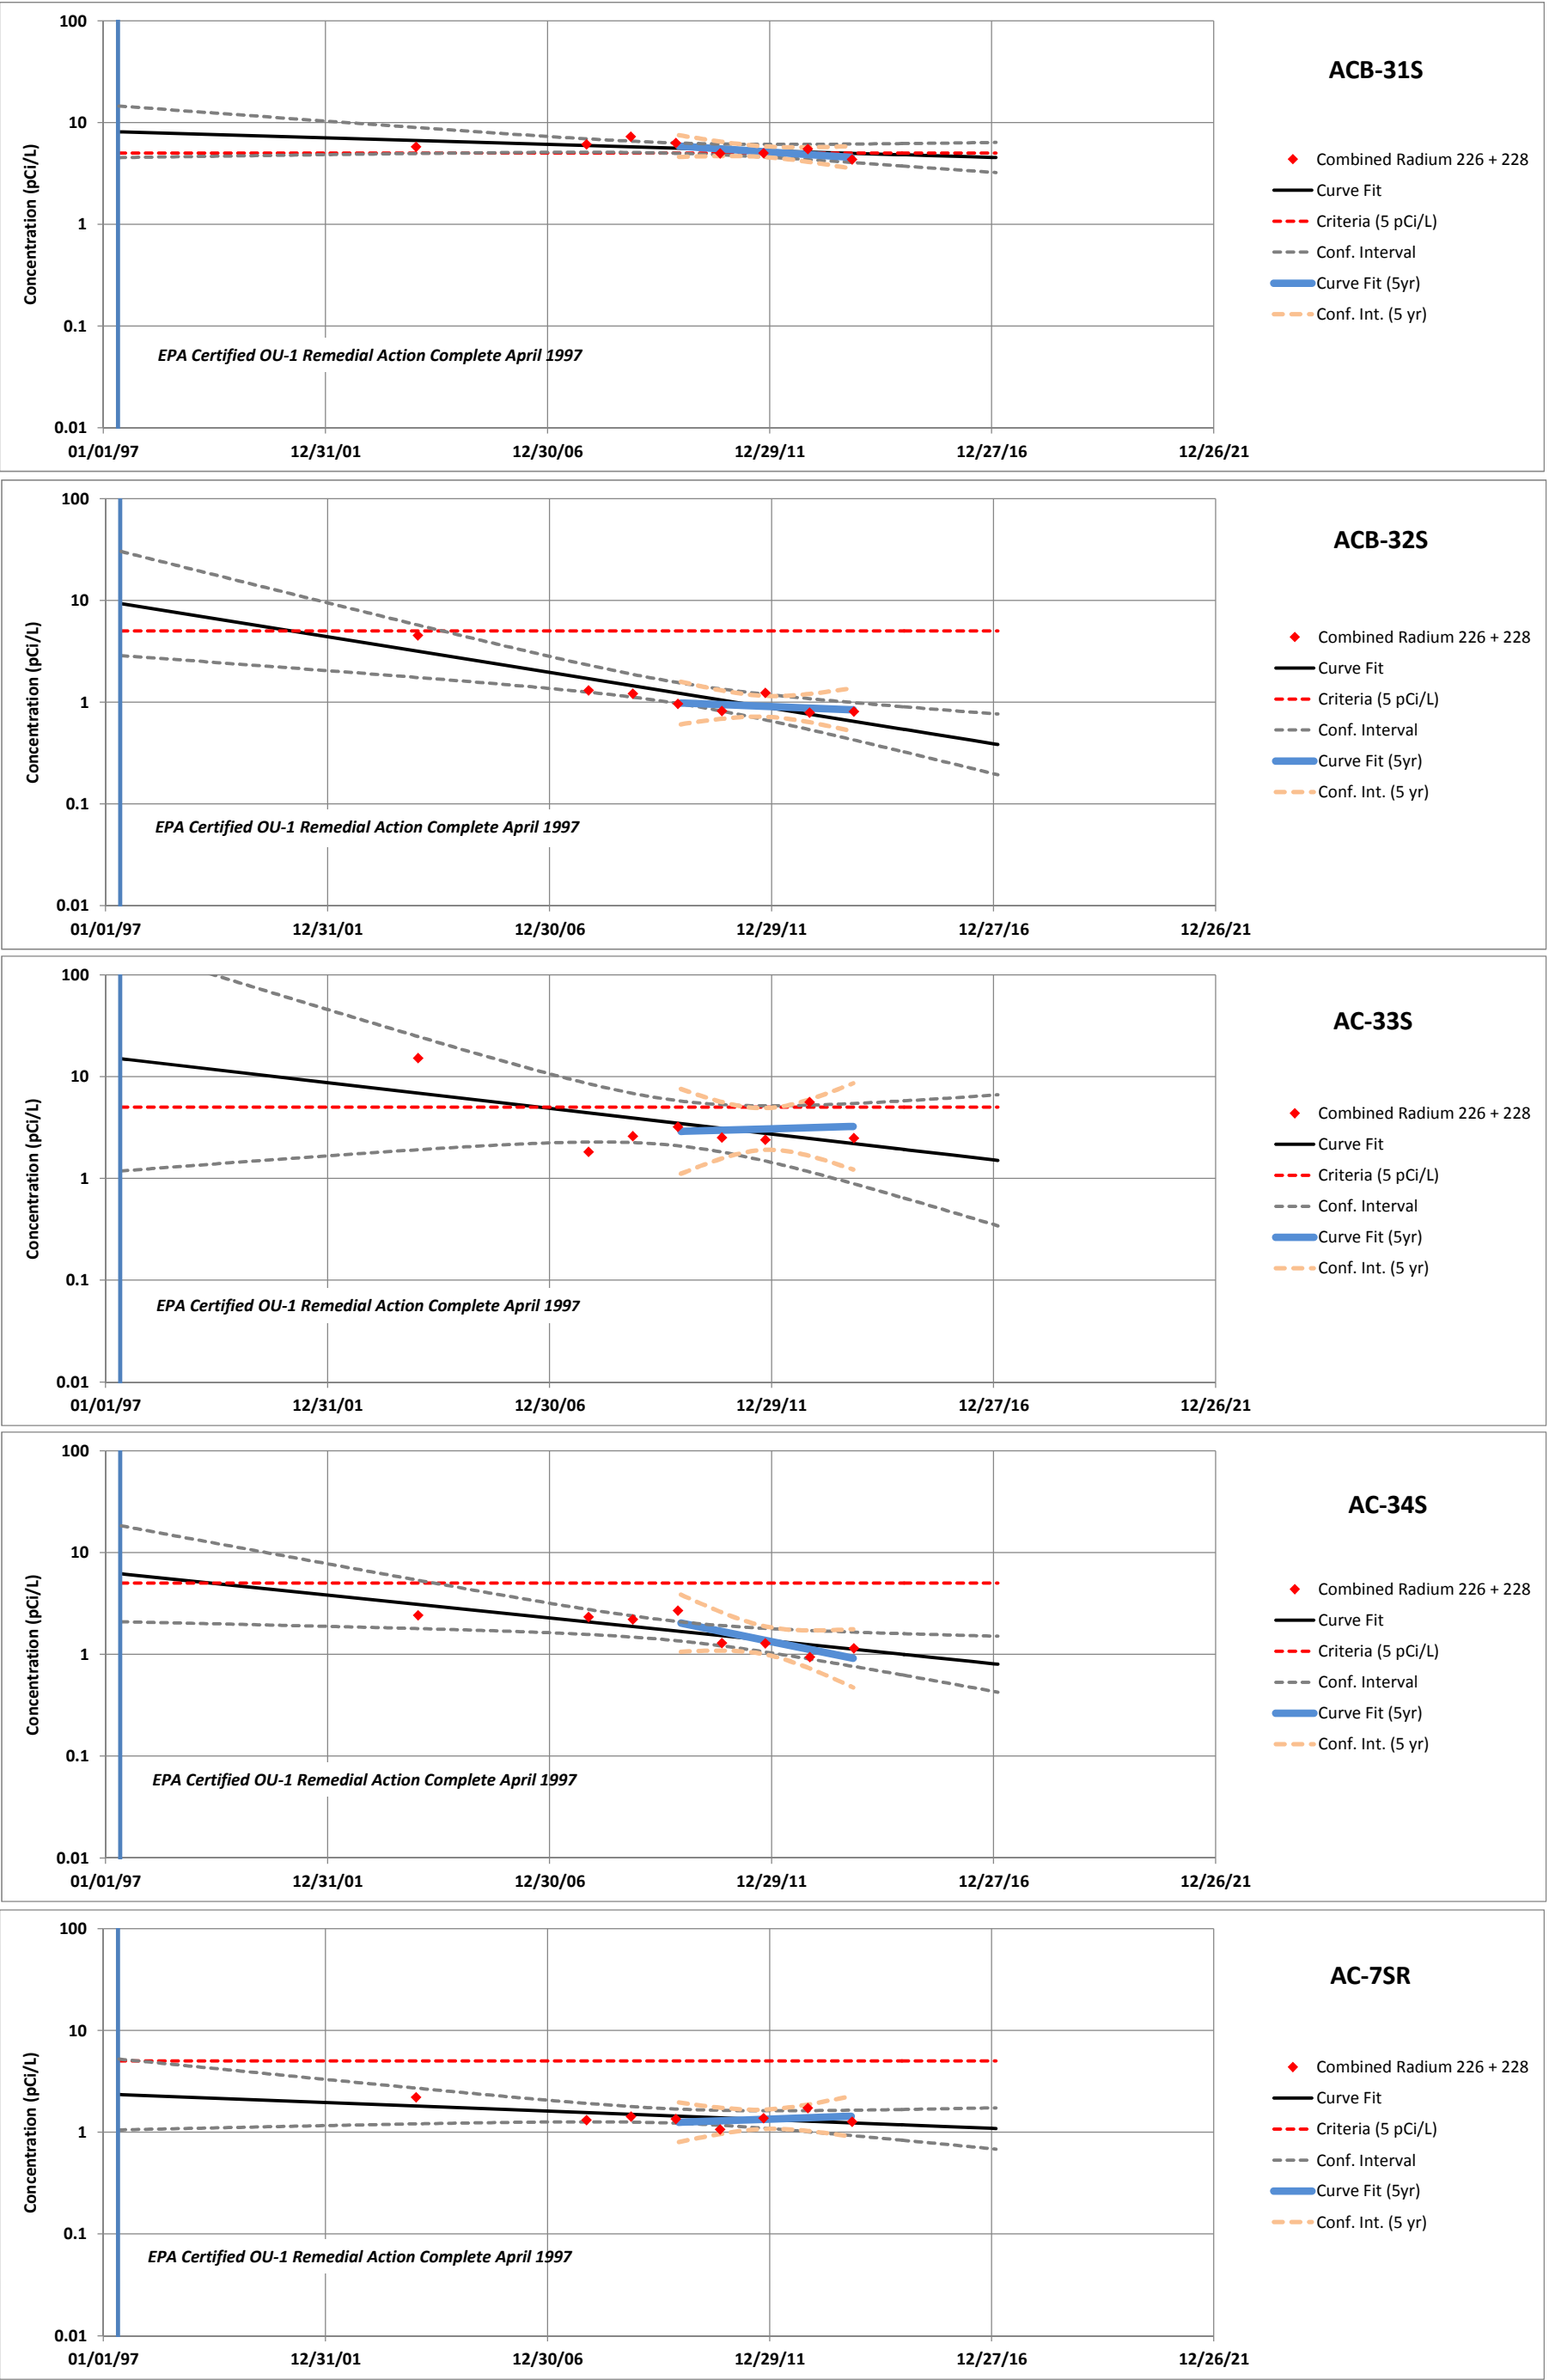 ACB-31S
100
10
1
0.1
0.01
Concentration (pCi/L)
EPA Certified OU-1 Remedial Action Complete April 1997
01/01/97 12/31/01 12/30/06 12/29/11 12/27/16 12/26/21
Combined Radium 226 + 228
Curve Fit
Criteria (5 pCi/L)
Conf. Interval
Curve Fit (5yr)
Conf. Int. (5 yr)
ACB-32S
100
10
1
0.1
0.01
Concentration (pCi/L)
EPA Certified OU-1 Remedial Action Complete April 1997
01/01/97 12/31/01 12/30/06 12/29/11 12/27/16 12/26/21
Combined Radium 226 + 228
Curve Fit
Criteria (5 pCi/L)
Conf. Interval
Curve Fit (5yr)
Conf. Int. (5 yr)
AC-33S
100
10
1
0.1
0.01
Concentration (pCi/L)
EPA Certified OU-1 Remedial Action Complete April 1997
01/01/97 12/31/01 12/30/06 12/29/11 12/27/16 12/26/21
Combined Radium 226 + 228
Curve Fit
Criteria (5 pCi/L)
Conf. Interval
Curve Fit (5yr)
Conf. Int. (5 yr)
AC-34S
100
10
1
0.1
0.01
Concentration (pCi/L)
EPA Certified OU-1 Remedial Action Complete April 1997
01/01/97 12/31/01 12/30/06 12/29/11 12/27/16 12/26/21
Combined Radium 226 + 228
Curve Fit
Criteria (5 pCi/L)
Conf. Interval
Curve Fit (5yr)
Conf. Int. (5 yr)
AC-7SR
100
10
1
0.1
0.01
Concentration (pCi/L)
EPA Certified OU-1 Remedial Action Complete April 1997
01/01/97 12/31/01 12/30/06 12/29/11 12/27/16 12/26/21
Combined Radium 226 + 228
Curve Fit
Criteria (5 pCi/L)
Conf. Interval
Curve Fit (5yr)
Conf. Int. (5 yr)